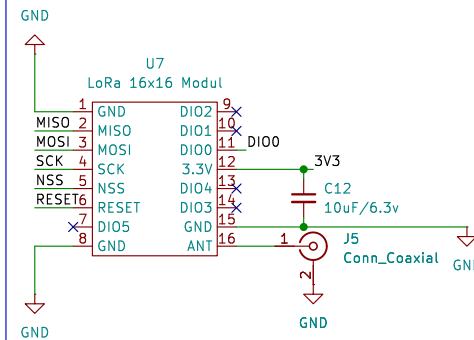 GND
U7
LoRa 16x16 Modul
1 GND DIO2 9
MISO 2 MISO DIO1 10
MOSI 3 MOSI DIO0 11 DIO0
SCK 4 SCK 3.3V 12 3V3
NSS 5 NSS DIO4 13
RESET 6 RESET DIO3 14
7 DIO5 GND 15
8 GND ANT 16
C12
10uF/6.3v
1 J5
Conn_Coaxial
2
GND
GND
GND